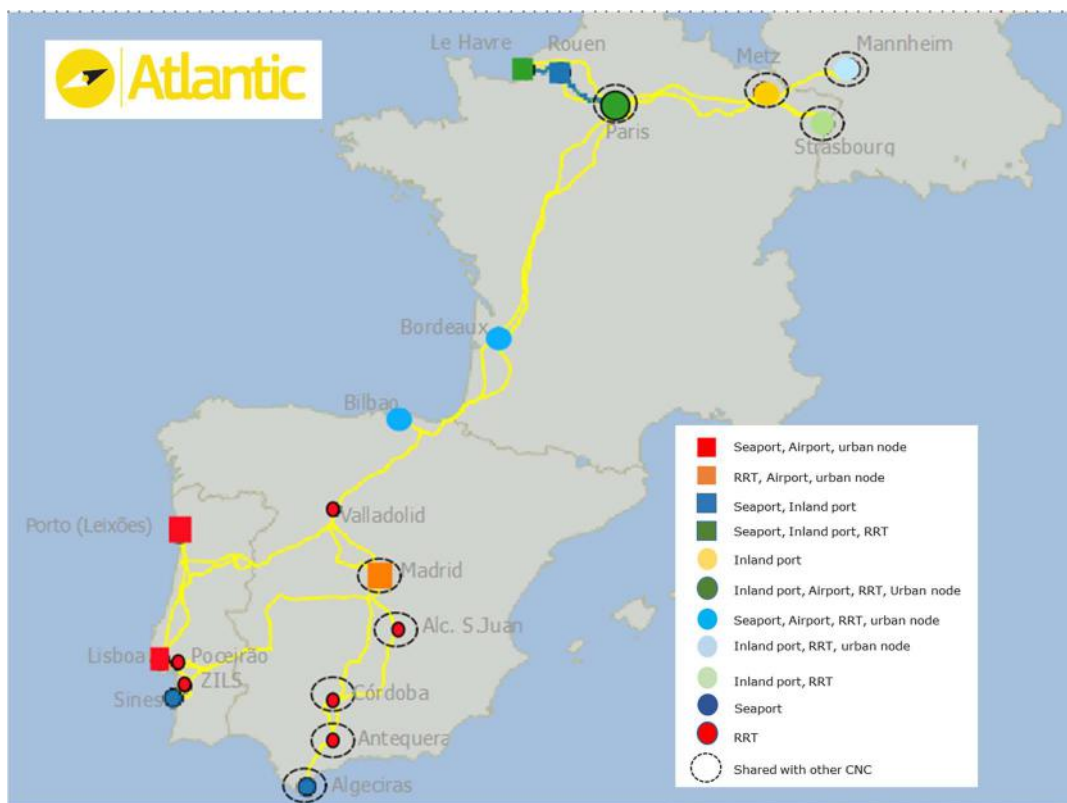 Atlantic
Le Havre
Rouen
Metz
Mannheim
Paris
Strasbourg
Bordeaux
Bilbao
Valladolid
Porto (Leixões)
Madrid
Alc. S.Juan
Lisboa
Poceirão
ZILS
Sines
Córdoba
Antequera
Algeciras
Seaport, Airport, urban node
RRT, Airport, urban node
Seaport, Inland port
Seaport, Inland port, RRT
Inland port
Inland port, Airport, RRT, Urban node
Seaport, Airport, RRT, urban node
Inland port, RRT, urban node
Inland port, RRT
Seaport
RRT
Shared with other CNC